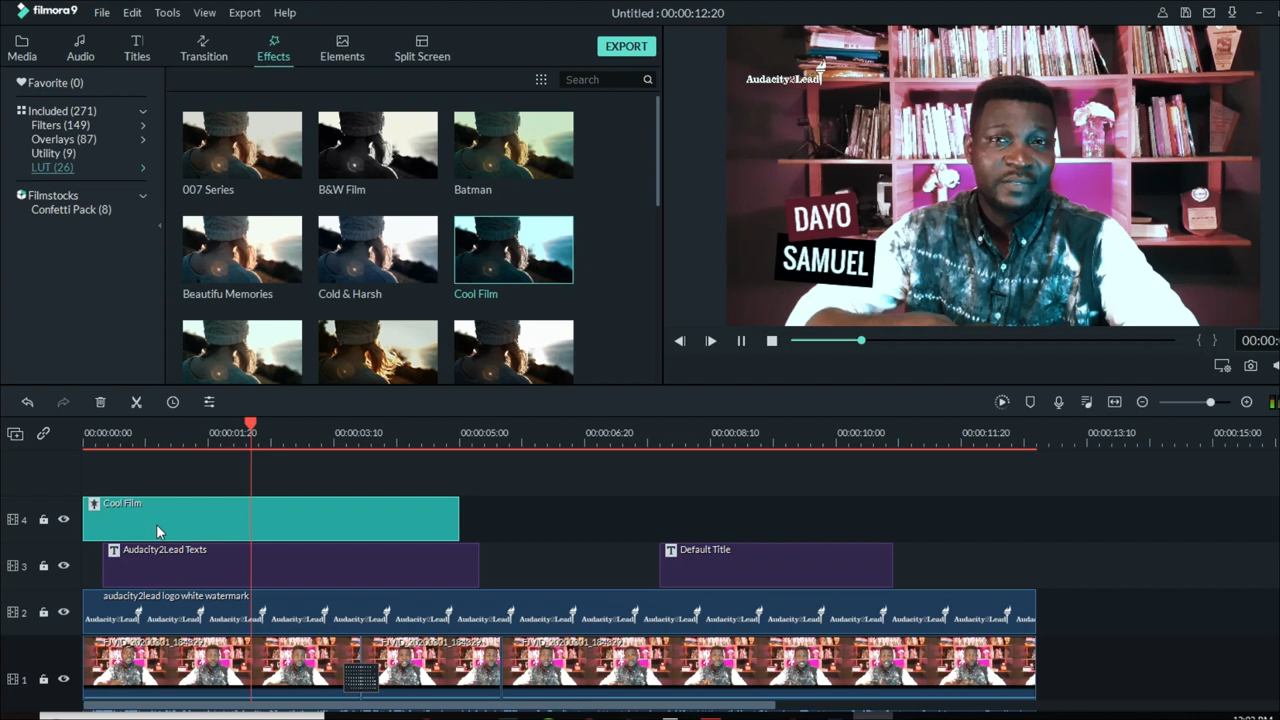 filmora9 File Edit Tools View Export Help Untitled : 00:00:12:20
Media Audio Titles Transition Effects Elements Split Screen EXPORT
Favorite (0) Search
Included (271)
Filters (149)
Overlays (87)
Utility (9)
LUT (26)
Filmstocks
Confetti Pack (8)
007 Series B&W Film Batman
Beautifu Memories Cold & Harsh Cool Film
Audacity2Lead
DAYO
SAMUEL
00:00:
00:00:00:00 00:00:01:20 00:00:03:10 00:00:05:00 00:00:06:20 00:00:08:10 00:00:10:00 00:00:11:20 00:00:13:10 00:00:15:00
4 Cool Film
3 T Audacity2Lead Texts T Default Title
2 audacity2lead logo white watermark
Audacity2Lead Audacity2Lead Audacity2Lead Audacity2Lead Audacity2Lead Audacity2Lead Audacity2Lead Audacity2Lead Audacity2Lead Audacity2Lead Audacity2Lead Audacity2Lead Audacity2Lead Audacity2Lead Audacity2Lead
1